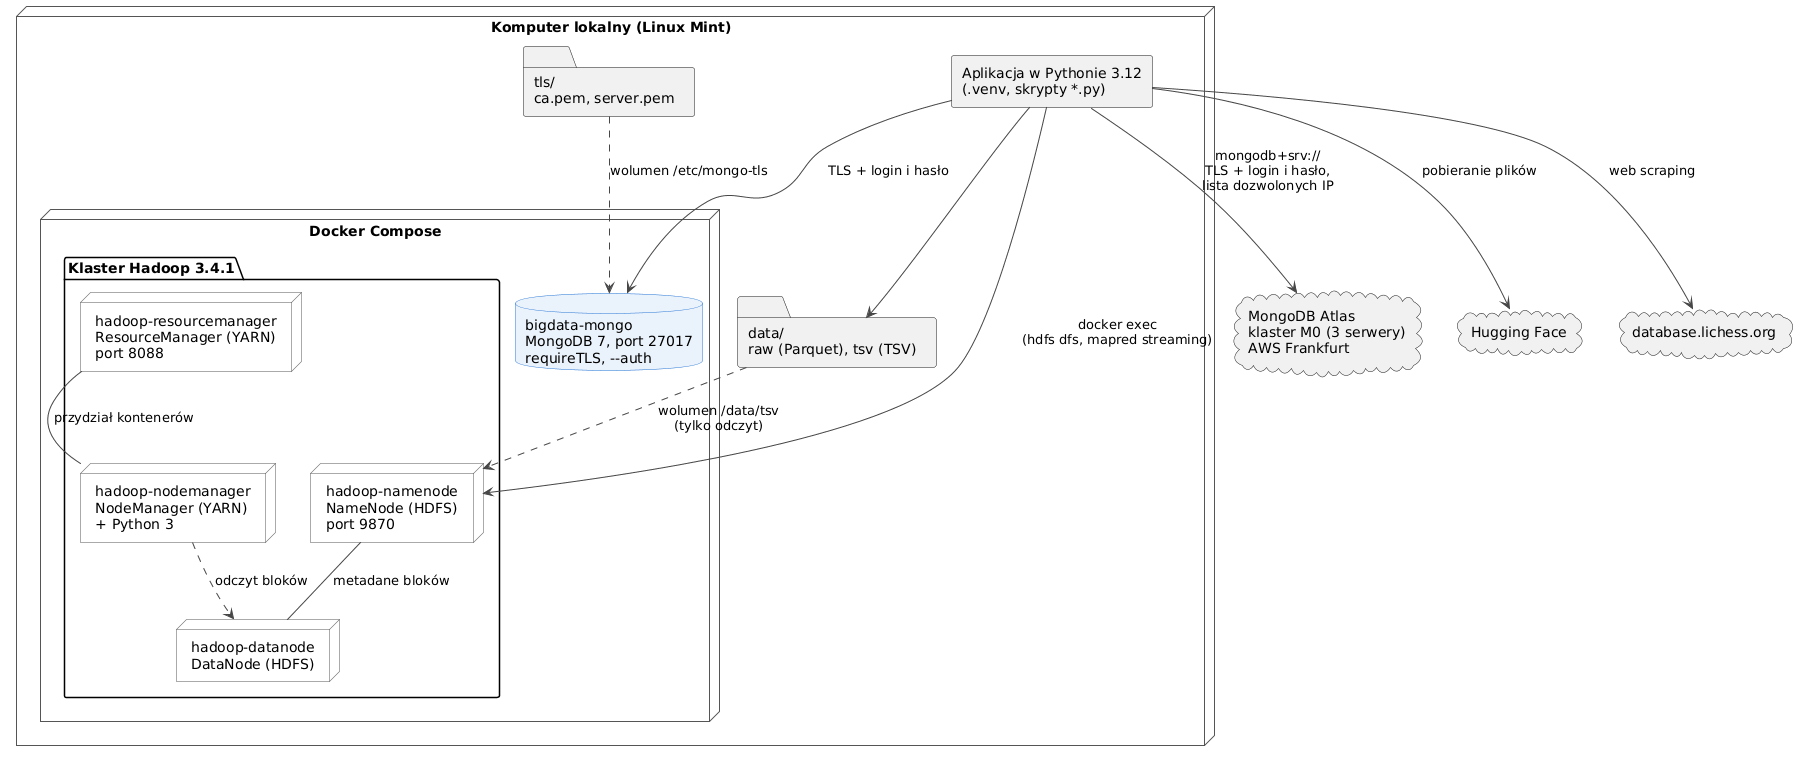 Komputer lokalny (Linux Mint)
tls/
ca.pem, server.pem
Aplikacja w Pythonie 3.12
(.venv, skrypty *.py)
wolumen /etc/mongo-tls
TLS + login i hasło
mongodb+srv://
TLS + login i hasło,
lista dozwolonych IP
pobieranie plików
web scraping
Docker Compose
Klaster Hadoop 3.4.1
hadoop-resourcemanager
ResourceManager (YARN)
port 8088
bigdata-mongo
MongoDB 7, port 27017
requireTLS, --auth
data/
raw (Parquet), tsv (TSV)
docker exec
(hdfs dfs, mapred streaming)
MongoDB Atlas
klaster M0 (3 serwery)
AWS Frankfurt
Hugging Face
database.lichess.org
przydział kontenerów
wolumen /data/tsv
(tylko odczyt)
hadoop-nodemanager
NodeManager (YARN)
+ Python 3
hadoop-namenode
NameNode (HDFS)
port 9870
odczyt bloków
metadane bloków
hadoop-datanode
DataNode (HDFS)